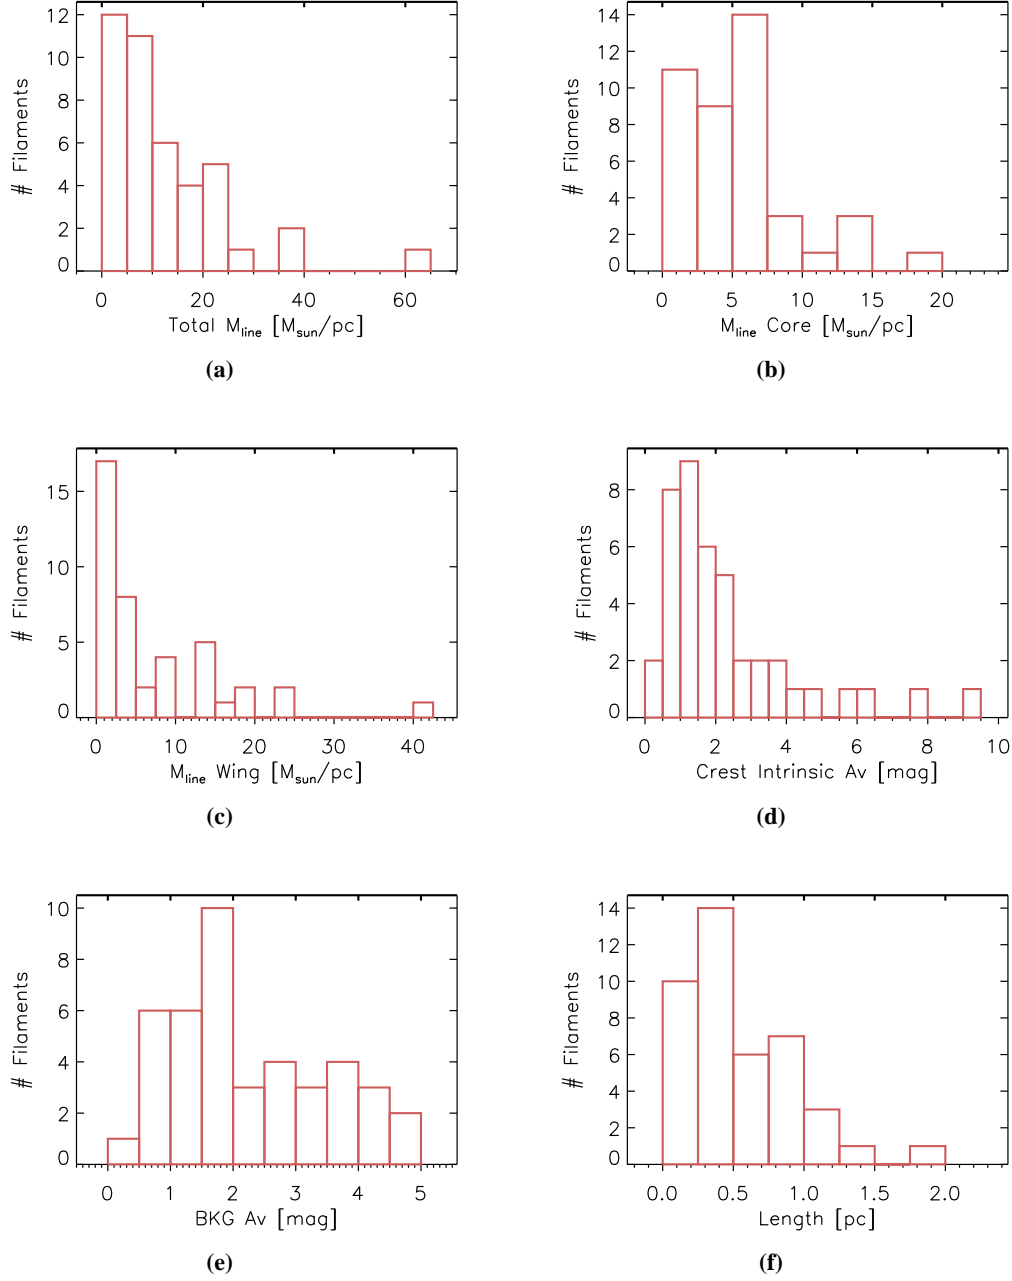 12
10
8
6
4
2
0
# Filaments
0 20 40 60
Total M_line [M_sun/pc]
(a)
14
12
10
8
6
4
2
0
# Filaments
0 5 10 15 20
M_line Core [M_sun/pc]
(b)
15
10
5
0
# Filaments
0 10 20 30 40
M_line Wing [M_sun/pc]
(c)
8
6
4
2
0
# Filaments
0 2 4 6 8 10
Crest Intrinsic Av [mag]
(d)
10
8
6
4
2
0
# Filaments
0 1 2 3 4 5
BKG Av [mag]
(e)
14
12
10
8
6
4
2
0
# Filaments
0.0 0.5 1.0 1.5 2.0
Length [pc]
(f)